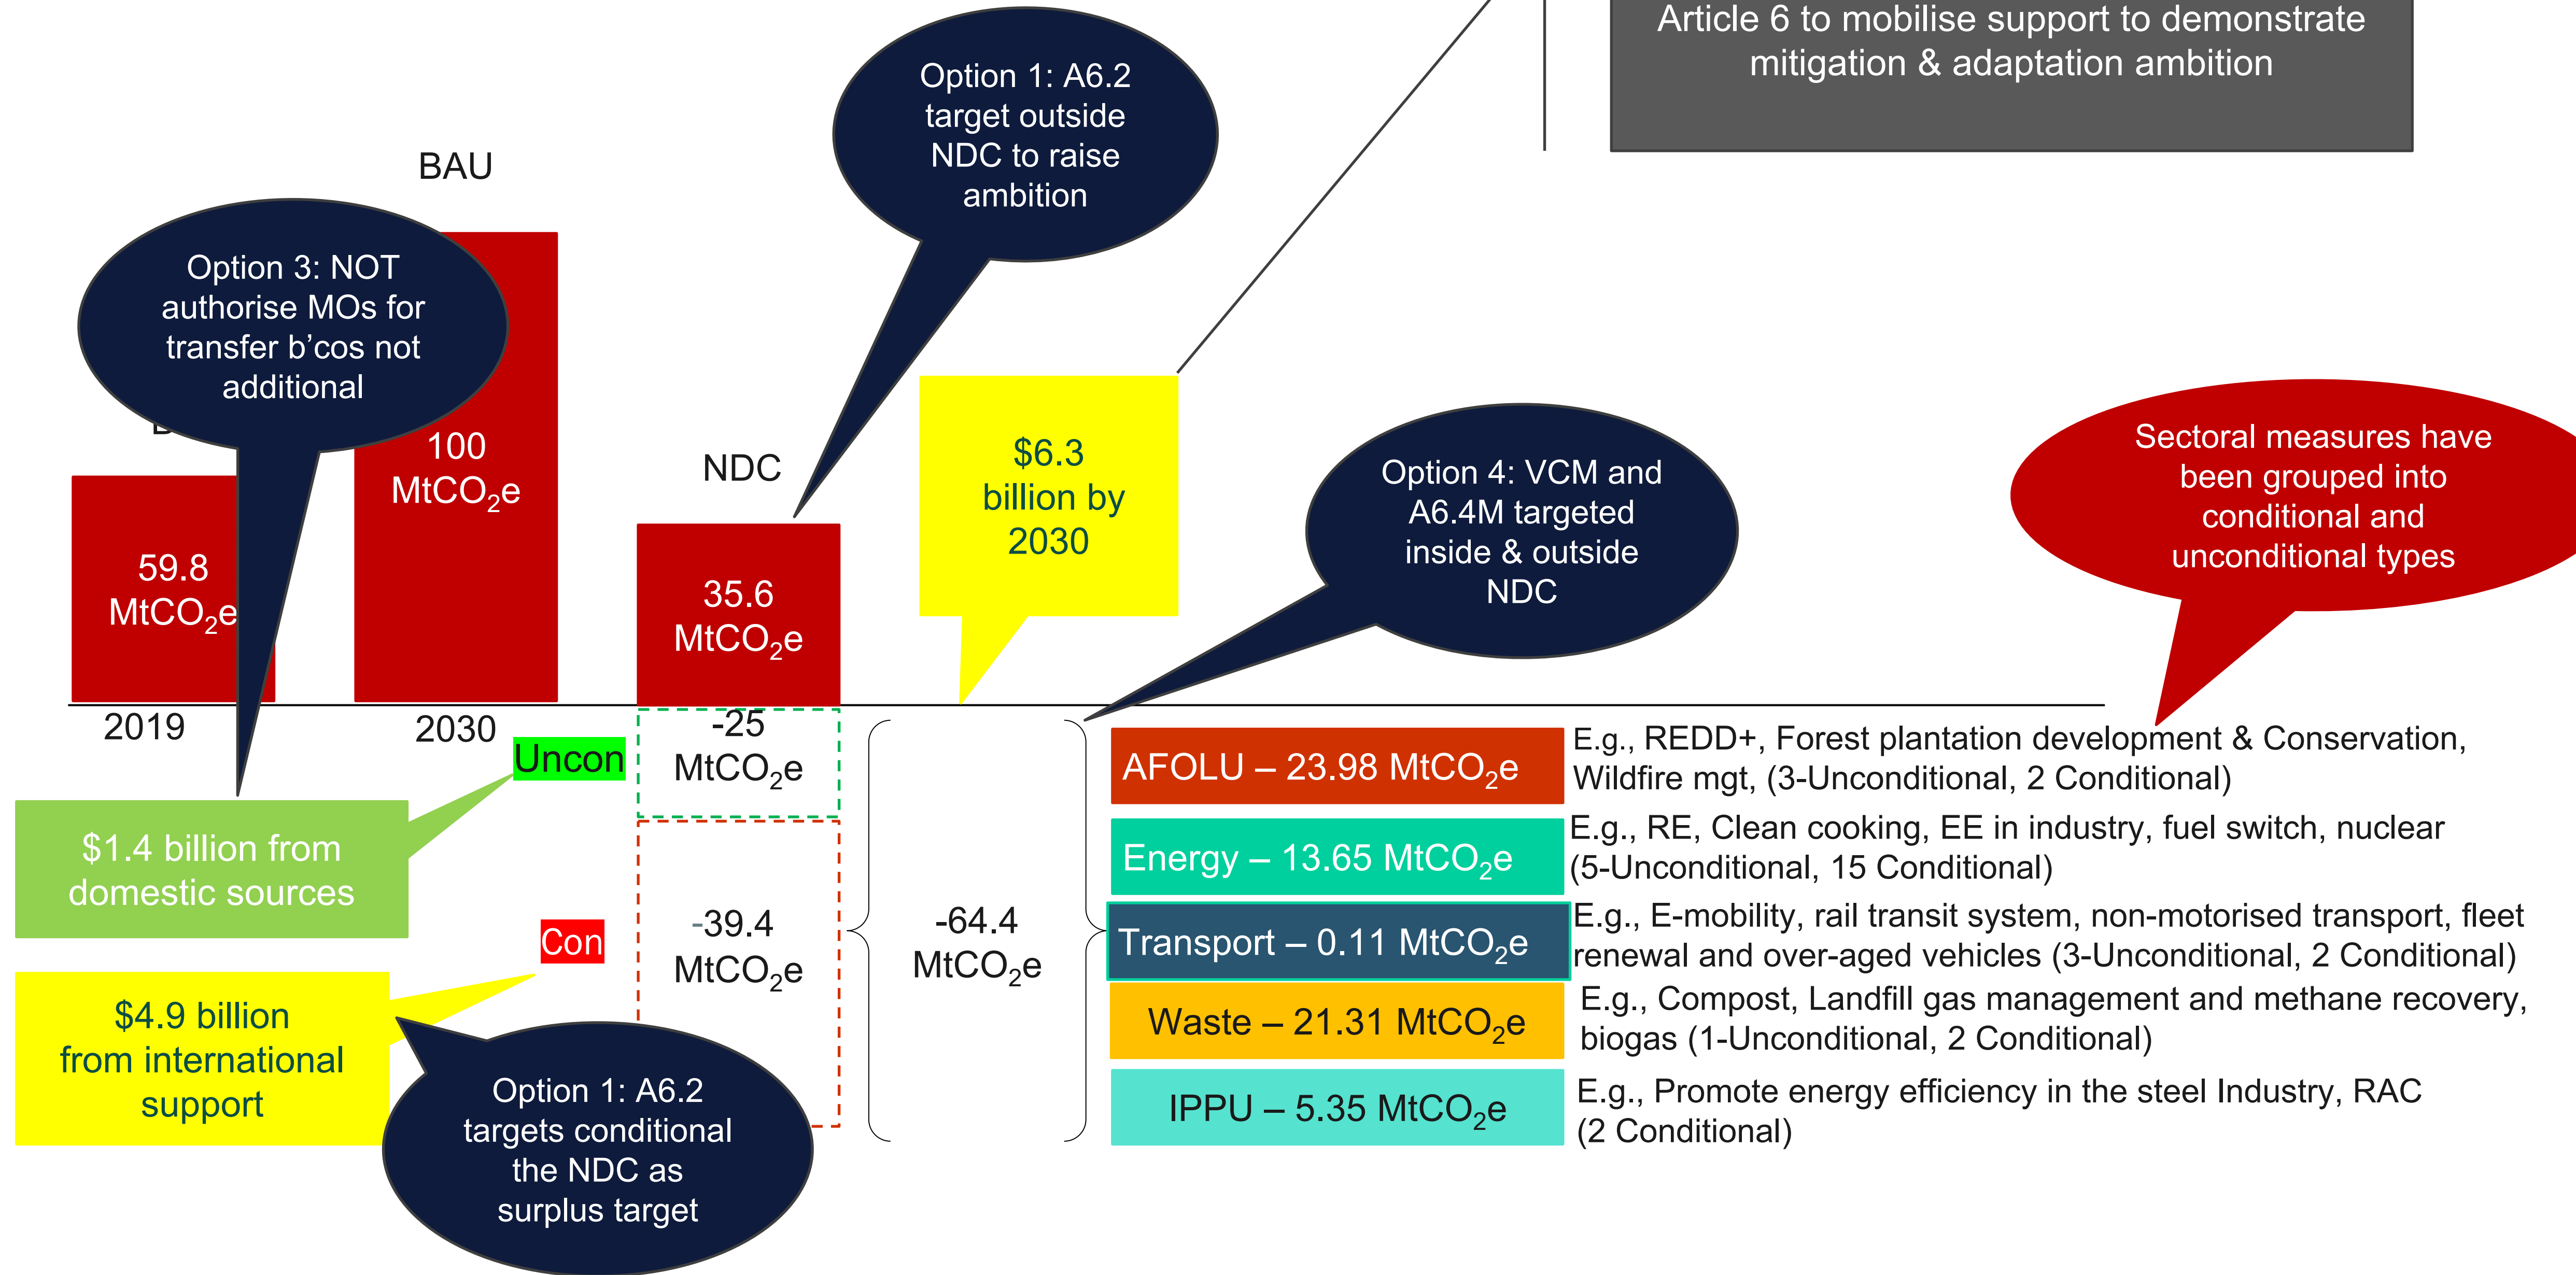 Article 6 to mobilise support to demonstrate
mitigation & adaptation ambition
Option 1: A6.2
target outside
NDC to raise
ambition
BAU
Option 3: NOT
authorise MOs for
transfer b’cos not
additional
100
MtCO₂e
59.8
MtCO₂e
NDC
35.6
MtCO₂e
$6.3
billion by
2030
Option 4: VCM and
A6.4M targeted
inside & outside
NDC
Sectoral measures have
been grouped into
conditional and
unconditional types
2019
2030
Uncon
-25
MtCO₂e
$1.4 billion from
domestic sources
Con
-39.4
MtCO₂e
-64.4
MtCO₂e
$4.9 billion
from international
support
Option 1: A6.2
targets conditional
the NDC as
surplus target
AFOLU – 23.98 MtCO₂e
E.g., REDD+, Forest plantation development & Conservation,
Wildfire mgt, (3-Unconditional, 2 Conditional)
Energy – 13.65 MtCO₂e
E.g., RE, Clean cooking, EE in industry, fuel switch, nuclear
(5-Unconditional, 15 Conditional)
Transport – 0.11 MtCO₂e
E.g., E-mobility, rail transit system, non-motorised transport, fleet
renewal and over-aged vehicles (3-Unconditional, 2 Conditional)
Waste – 21.31 MtCO₂e
E.g., Compost, Landfill gas management and methane recovery,
biogas (1-Unconditional, 2 Conditional)
IPPU – 5.35 MtCO₂e
E.g., Promote energy efficiency in the steel Industry, RAC
(2 Conditional)